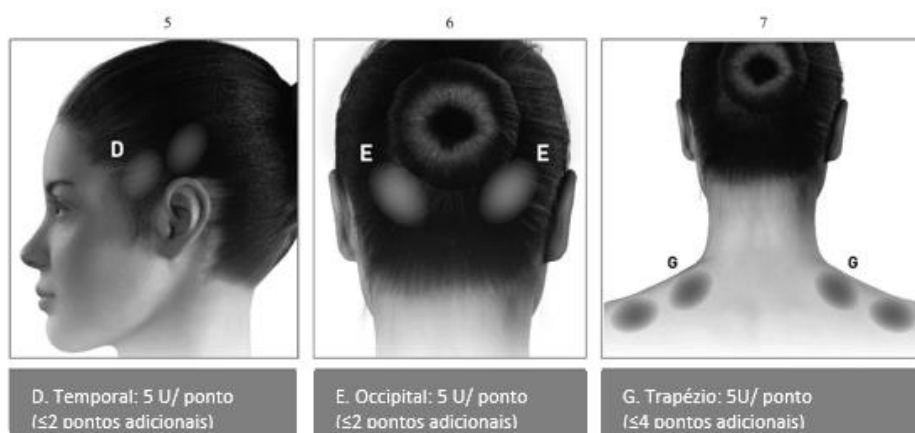 5
6
7
D
E
E
G
G
D. Temporal: 5 U/ ponto
(≤2 pontos adicionais)
E. Occipital: 5 U/ ponto
(≤2 pontos adicionais)
G. Trapézio: 5U/ponto
(≤4 pontos adicionais)